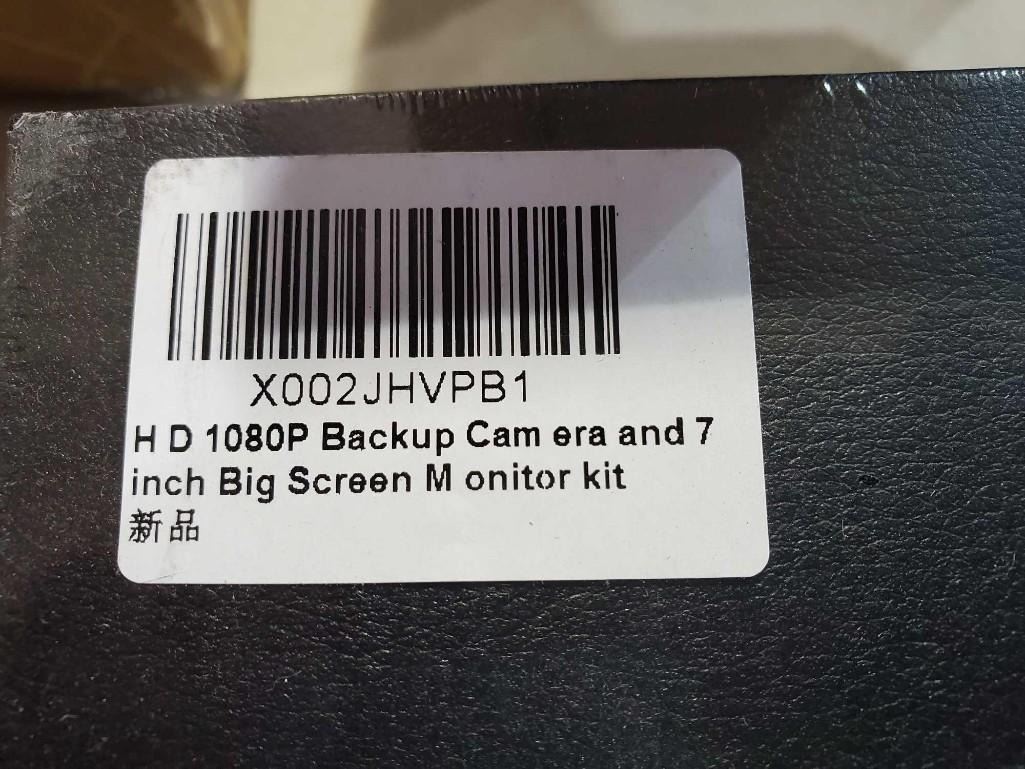 X002JHVPB1
H D 1080P Backup Cam era and 7
inch Big Screen M onitor kit
新品